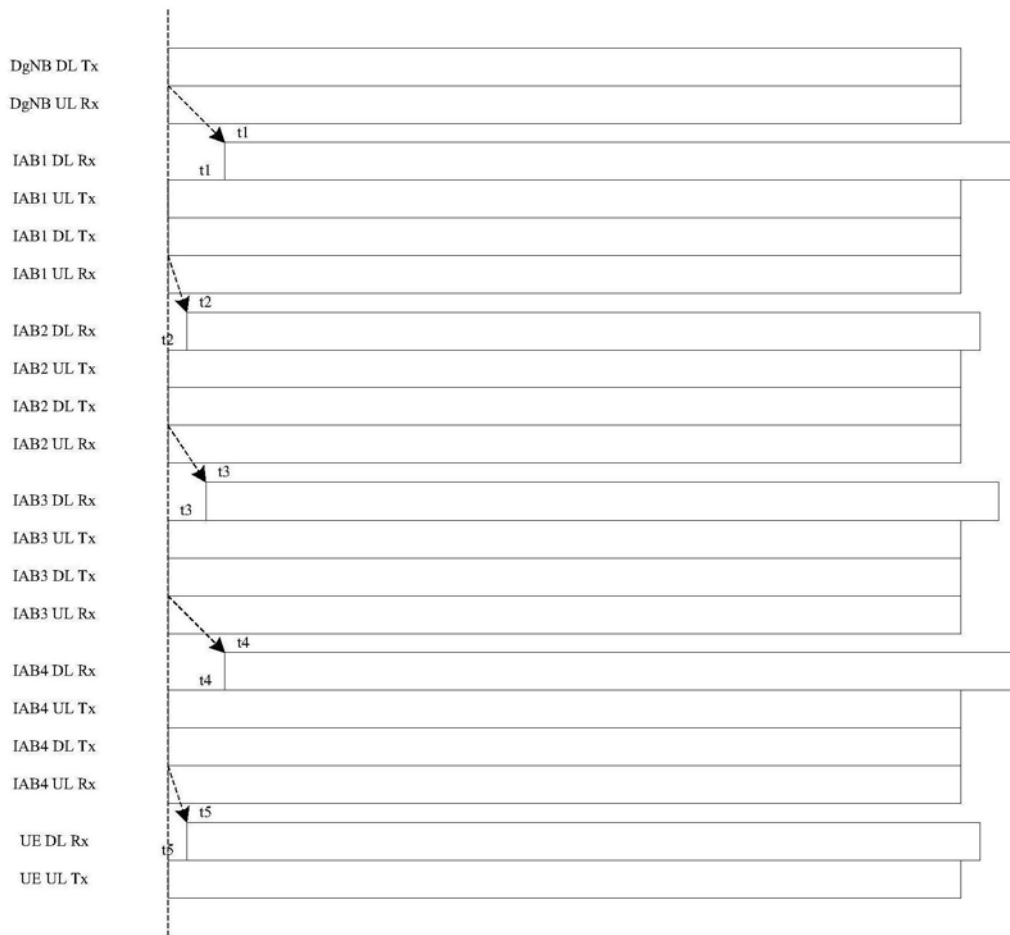 DgNB DL Tx
DgNB UL Rx
t1
IAB1 DL Rx
t1
IAB1 UL Tx
IAB1 DL Tx
IAB1 UL Rx
t2
IAB2 DL Rx
t2
IAB2 UL Tx
IAB2 DL Tx
IAB2 UL Rx
t3
IAB3 DL Rx
t3
IAB3 UL Tx
IAB3 DL Tx
IAB3 UL Rx
t4
IAB4 DL Rx
t4
IAB4 UL Tx
IAB4 DL Tx
IAB4 UL Rx
t5
UE DL Rx
t5
UE UL Tx